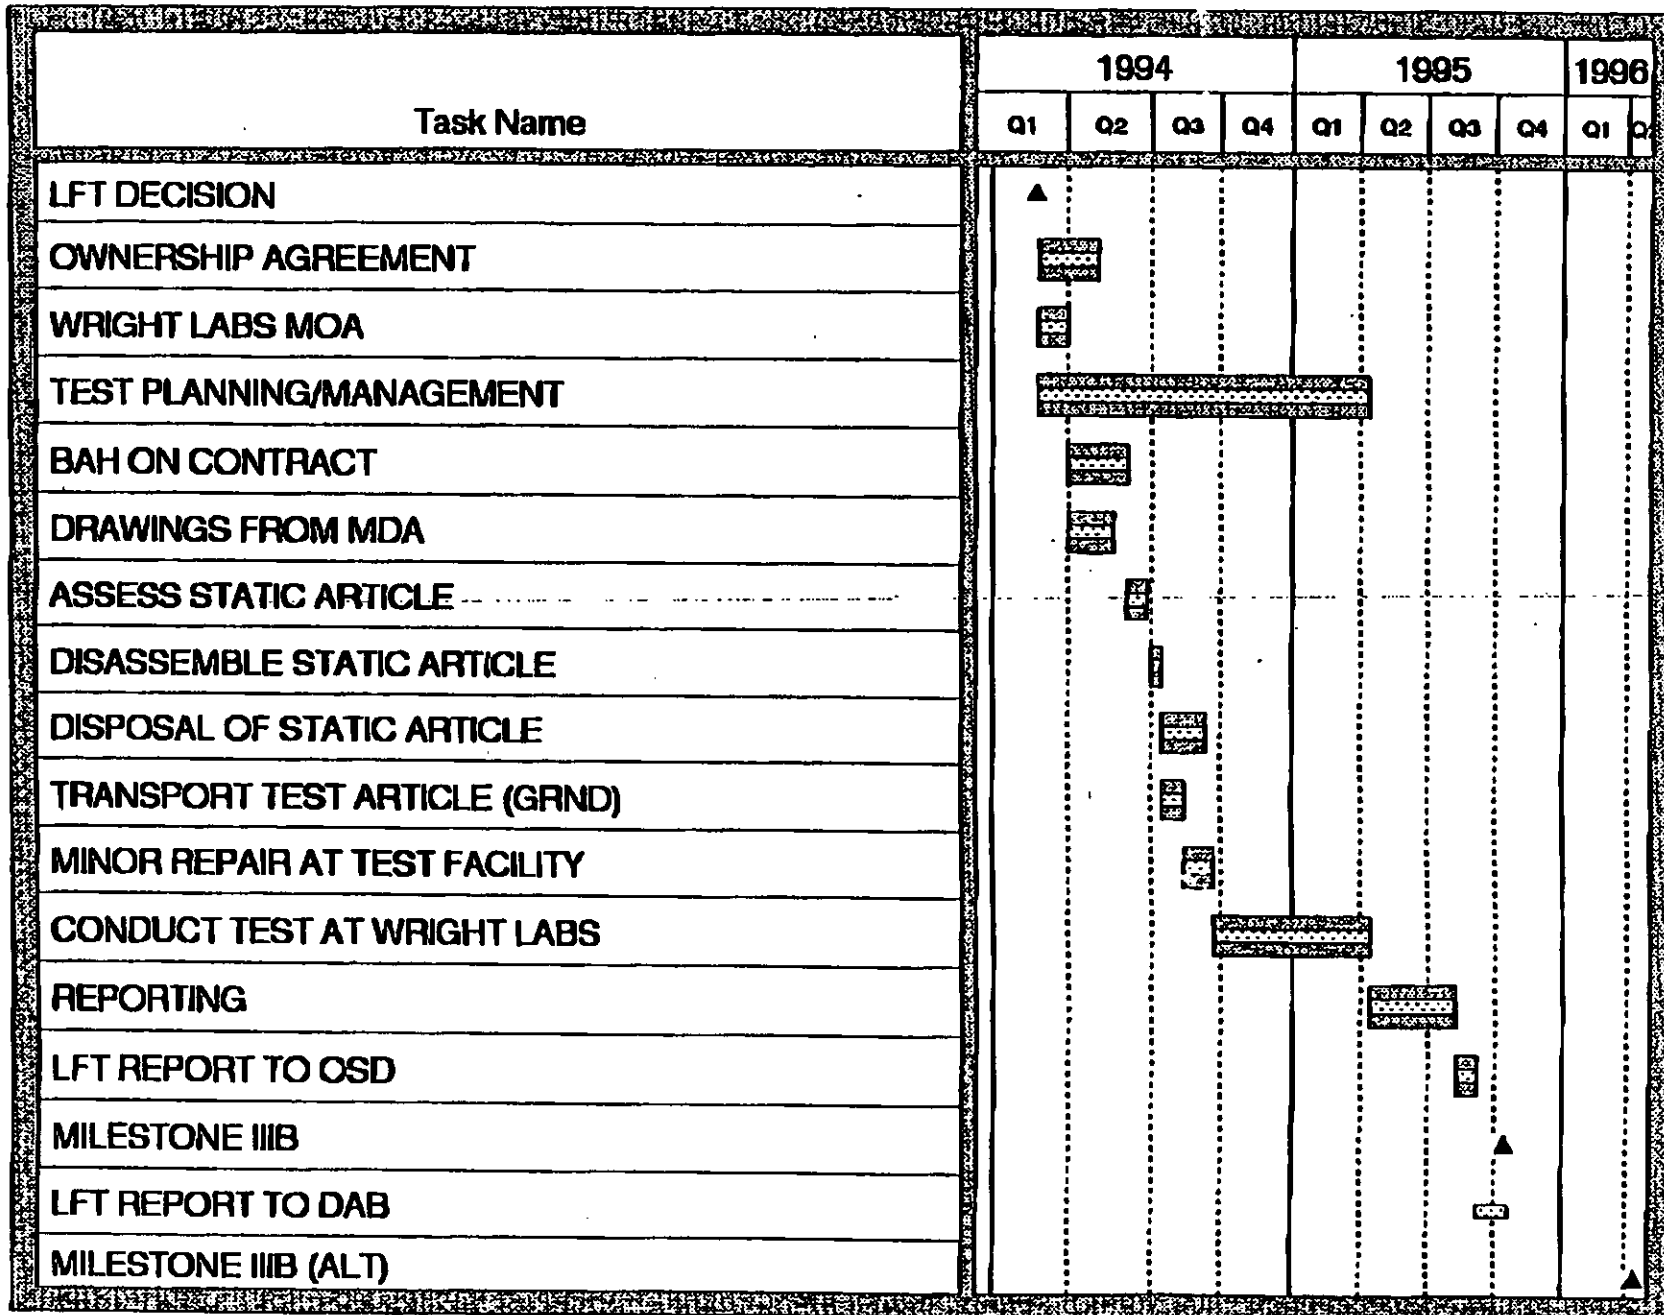 1994 1995 1996
Task Name Q1 Q2 Q3 Q4 Q1 Q2 Q3 Q4 Q1
LFT DECISION
OWNERSHIP AGREEMENT
WRIGHT LABS MOA
TEST PLANNING/MANAGEMENT
BAH ON CONTRACT
DRAWINGS FROM MDA
ASSESS STATIC ARTICLE
DISASSEMBLE STATIC ARTICLE
DISPOSAL OF STATIC ARTICLE
TRANSPORT TEST ARTICLE (GRND)
MINOR REPAIR AT TEST FACILITY
CONDUCT TEST AT WRIGHT LABS
REPORTING
LFT REPORT TO OSD
MILESTONE IIIB
LFT REPORT TO DAB
MILESTONE IIIB (ALT)